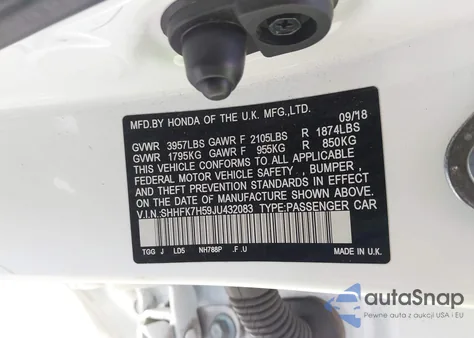 MFD.BY HONDA OF THE U.K. MFG.,LTD.
09/18
GVWR 3957LBS GAWR F 2105LBS R 1874LBS
GVWR 1795KG GAWR F 955KG R 850KG
THIS VEHICLE CONFORMS TO ALL APPLICABLE
FEDERAL MOTOR VEHICLE SAFETY , BUMPER ,
AND THEFT PREVENTION STANDARDS IN EFFECT
ON THE DATE OF MANUFACTURE SHOWN ABOVE.
V.I.N.:SHHFK7H59JU432083 TYPE:PASSENGER CAR
TGG J LD5 NH788P .F.U MADE IN U.K.
autoSnap
Pewne auta z aukcji USA i EU